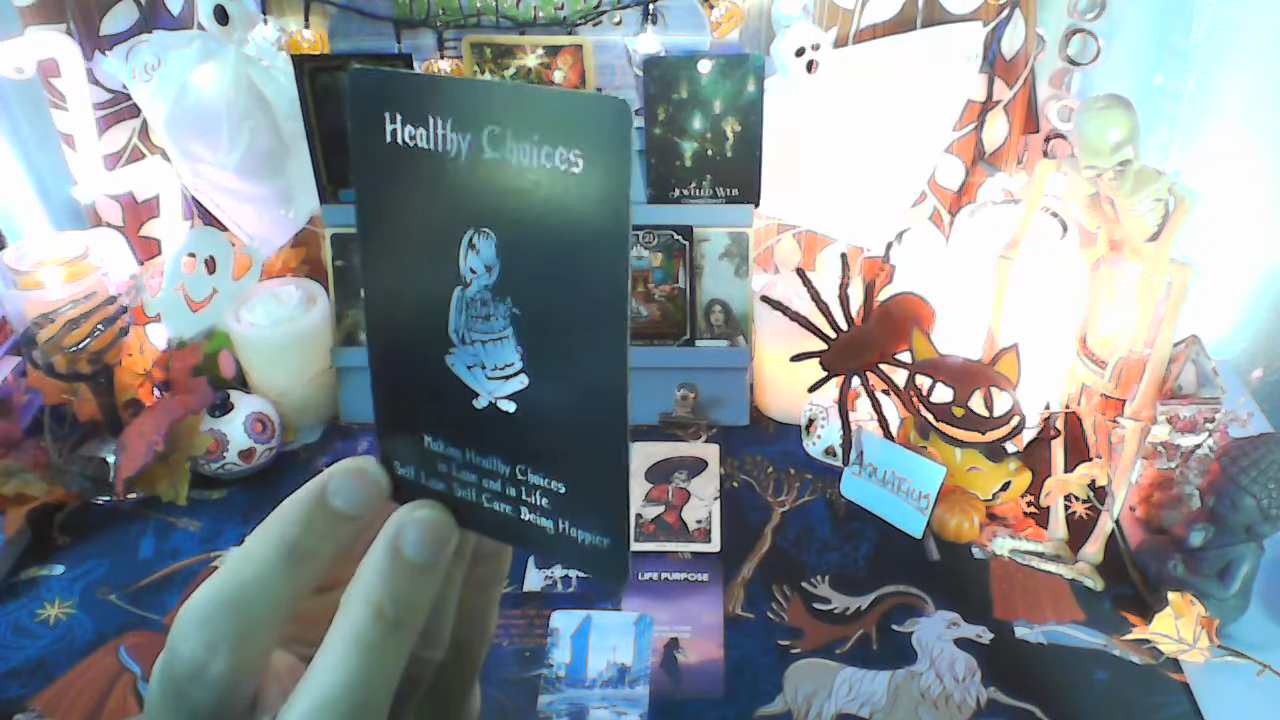 Healthy Choices
Making Healthy Choices
in Love and in Life.
Self Love, Self Care, Being Happier
JEWELED WEB
21
AQUARIUS
LIFE PURPOSE